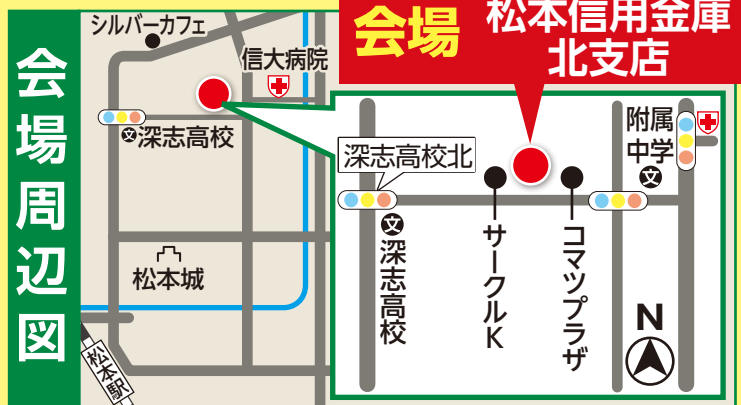 会場周辺図
シルバーカフェ
信大病院
文
深志高校
松本城
松本駅
会場
松本信用金庫
北支店
深志高校北
附属
中学
文
文
深志高校
サークルK
コマツプラザ
N